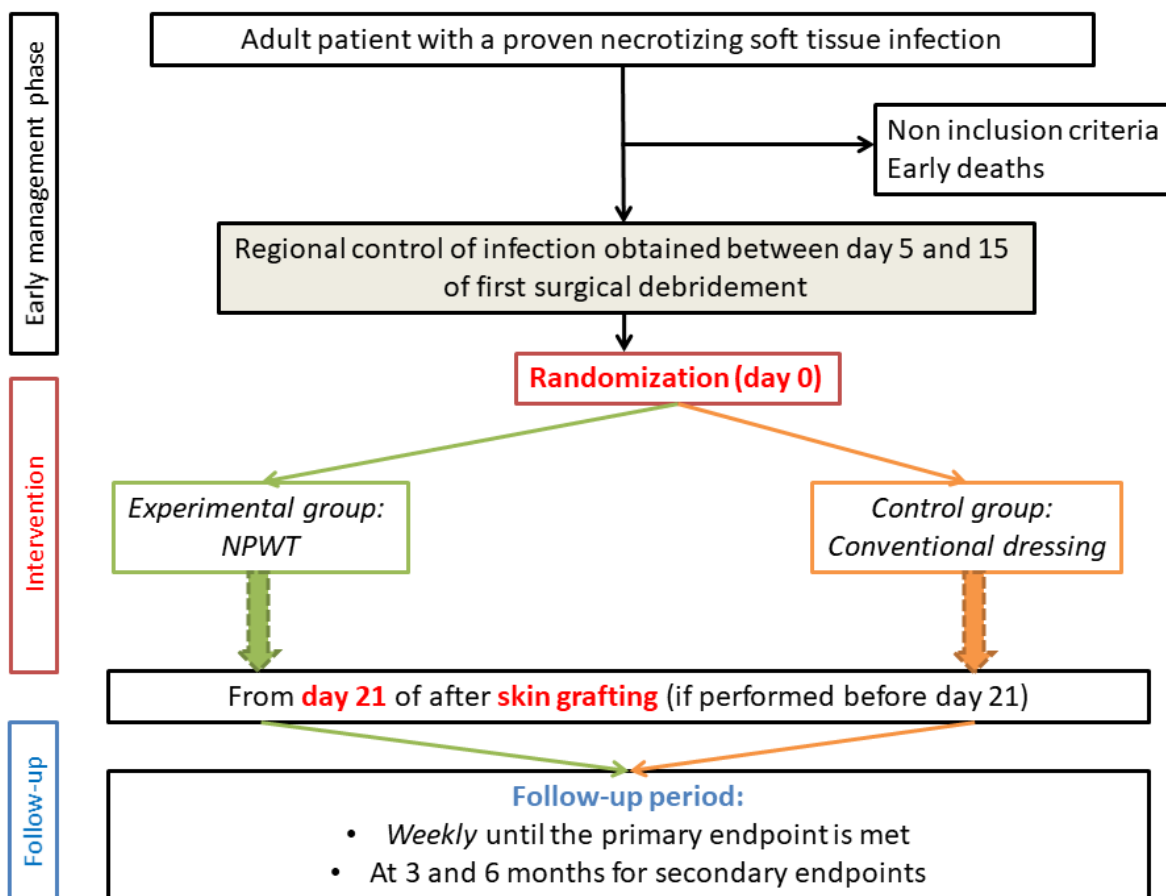 Early management phase
Adult patient with a proven necrotizing soft tissue infection
Non inclusion criteria
Early deaths
Regional control of infection obtained between day 5 and 15
of first surgical debridement
Intervention
Randomization (day 0)
Experimental group:
NPWT
Control group:
Conventional dressing
From day 21 of after skin grafting (if performed before day 21)
Follow-up
Follow-up period:
• Weekly until the primary endpoint is met
• At 3 and 6 months for secondary endpoints